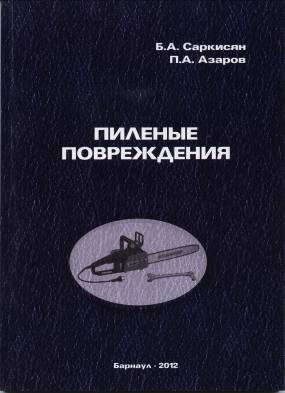 Б.А. Саркисян
П.А. Азаров
ПИЛЕНЫЕ
ПОВРЕЖДЕНИЯ
Барнаул - 2012